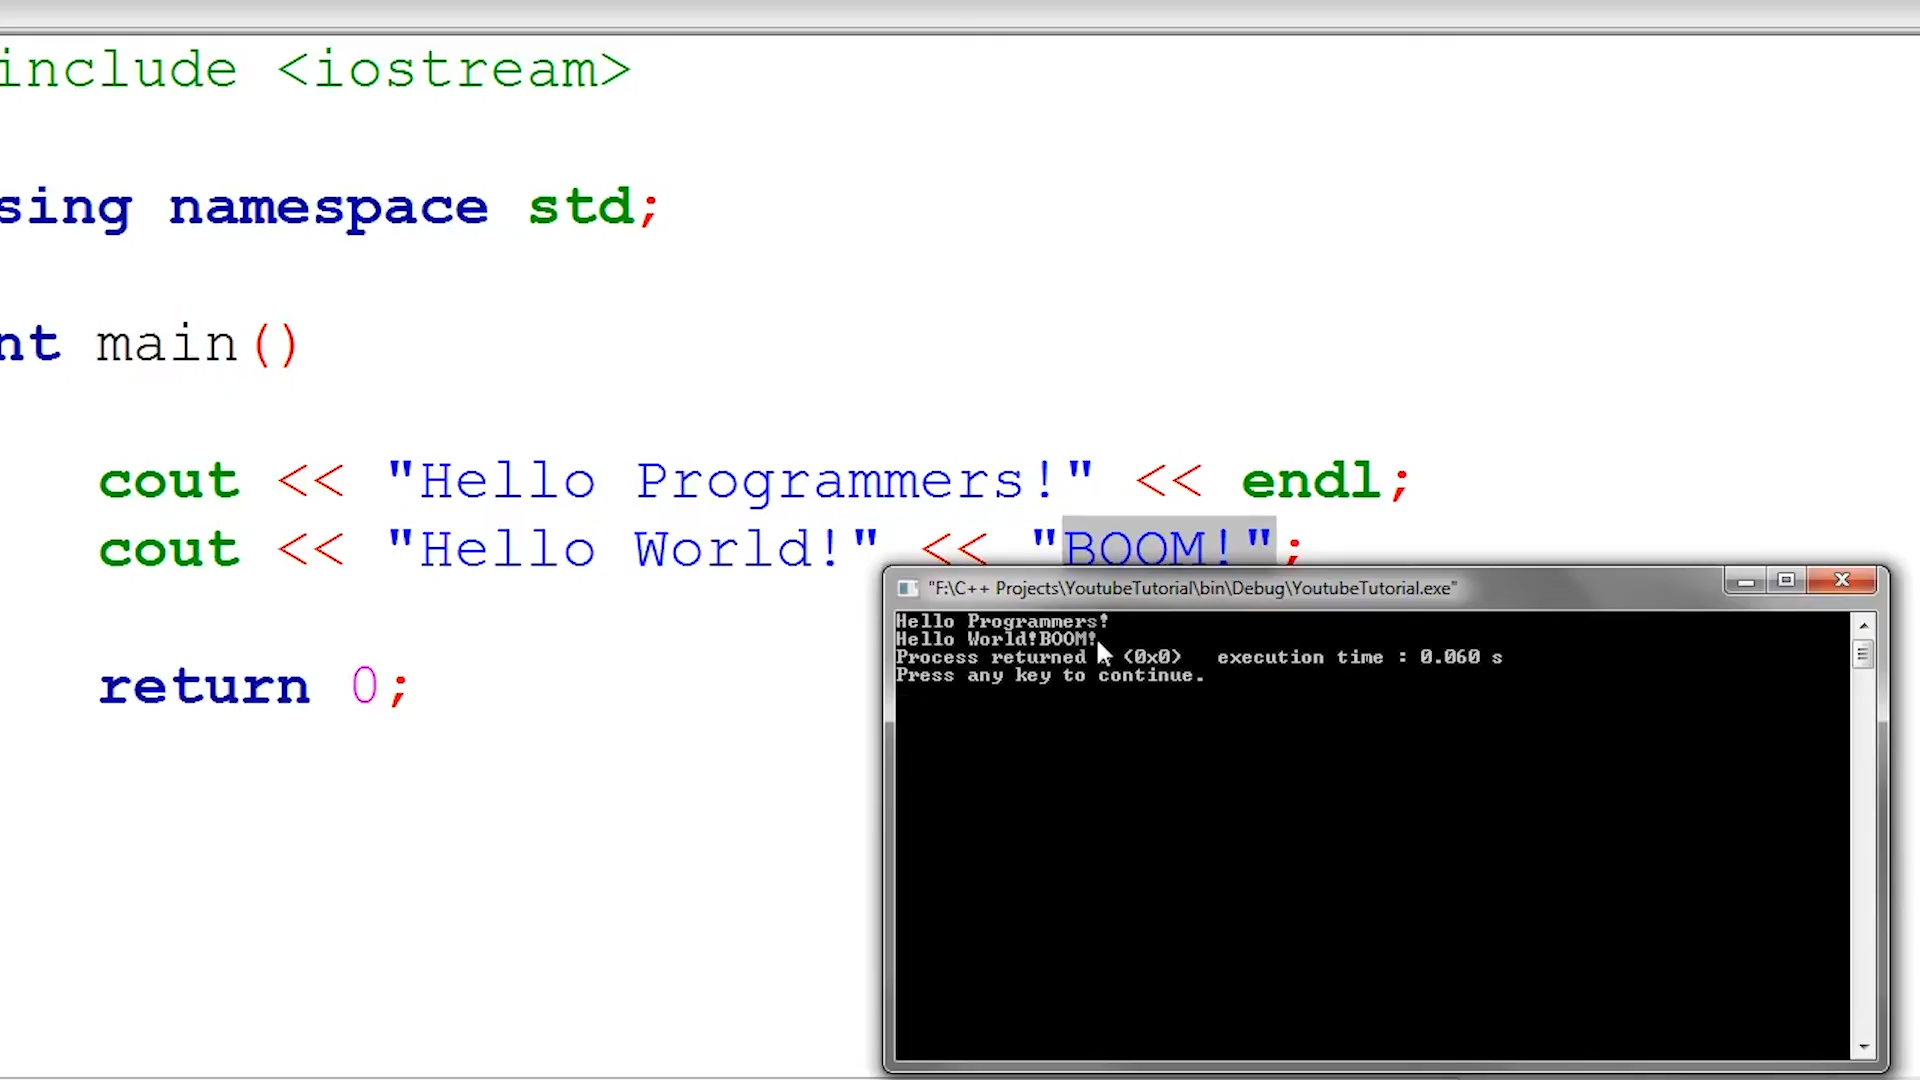 include <iostream>
sing namespace std;
nt main()
cout << "Hello Programmers!" << endl;
cout << "Hello World!" << "BOOM!";
return 0;
"F:\C++ Projects\YoutubeTutorial\bin\Debug\YoutubeTutorial.exe"
Hello Programmers!
Hello World!BOOM!
Process returned (0x0) execution time : 0.060 s
Press any key to continue.